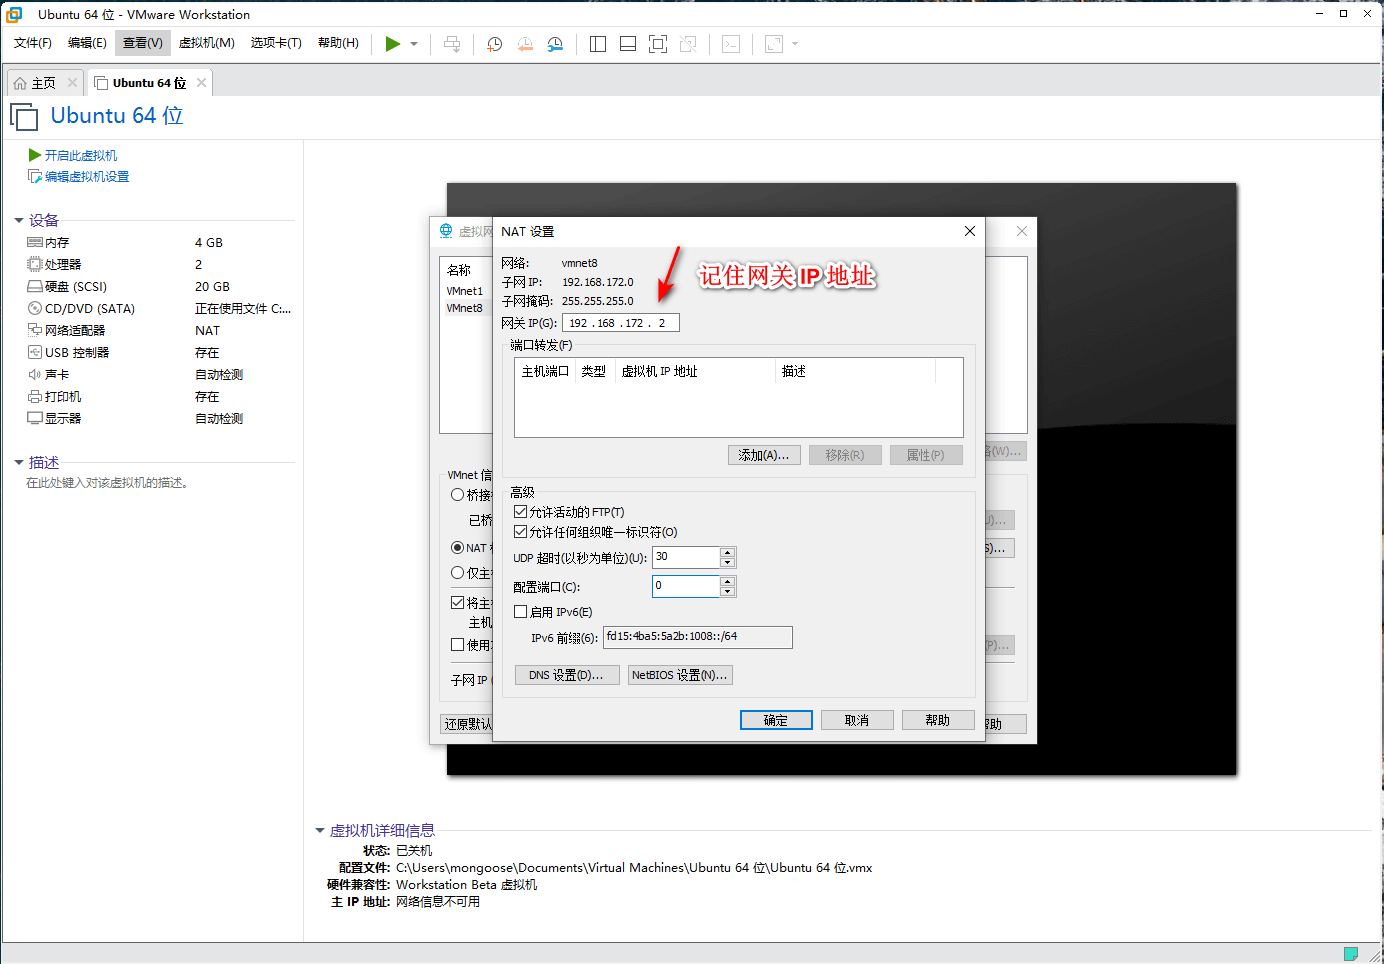 Ubuntu 64 位 - VMware Workstation
文件(F) 编辑(E) 查看(V) 虚拟机(M) 选项卡(T) 帮助(H)
主页 Ubuntu 64 位
Ubuntu 64 位
开启此虚拟机
编辑虚拟机设置
设备
内存 4 GB
处理器 2
硬盘 (SCSI) 20 GB
CD/DVD (SATA) 正在使用文件 C:...
网络适配器 NAT
USB 控制器 存在
声卡 自动检测
打印机 存在
显示器 自动检测
描述
在此处键入对该虚拟机的描述。
虚拟网
名称
VMnet1
VMnet8
VMnet 信
桥接
已桥
NAT
仅主
将主
主机
使用
子网 IP (
还原默认
(W)...
)...
S)...
(P)...
帮助
NAT 设置
网络: vmnet8
子网 IP: 192.168.172.0
子网掩码: 255.255.255.0
网关 IP(G): 192 . 168 . 172 . 2
记住网关 IP 地址
端口转发(F)
主机端口 类型 虚拟机 IP 地址 描述
添加(A)... 移除(R) 属性(P)
高级
允许活动的 FTP(T)
允许任何组织唯一标识符(O)
UDP 超时(以秒为单位)(U): 30
配置端口(C): 0
启用 IPv6(E)
IPv6 前缀(6): fd15:4ba5:5a2b:1008::/64
DNS 设置(D)... NetBIOS 设置(N)...
确定 取消 帮助
虚拟机详细信息
状态: 已关机
配置文件: C:\Users\mongoose\Documents\Virtual Machines\Ubuntu 64 位\Ubuntu 64 位.vmx
硬件兼容性: Workstation Beta 虚拟机
主 IP 地址: 网络信息不可用